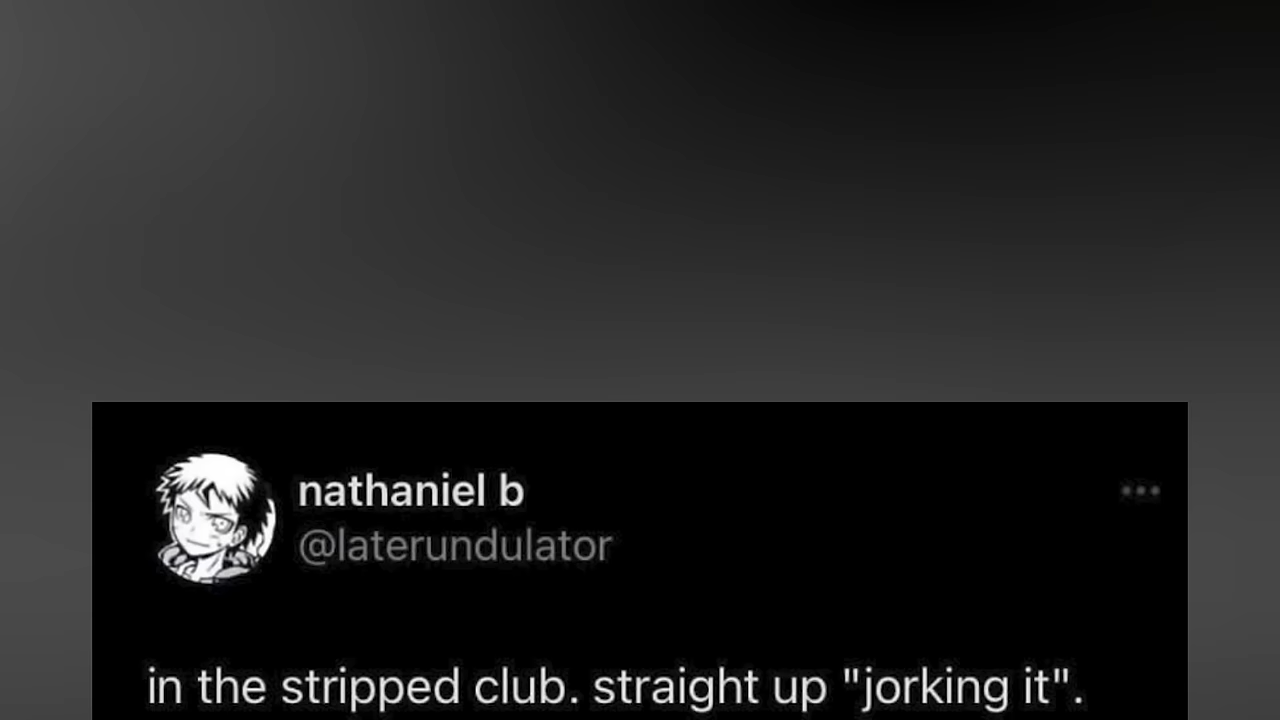 nathaniel b
@laterundulator
in the stripped club. straight up "jorking it".